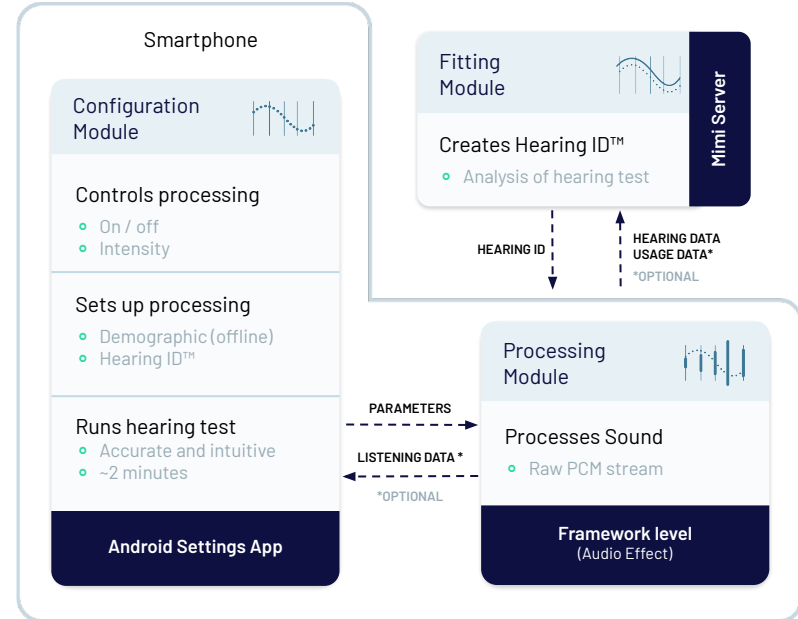 Smartphone
Configuration
Module
Controls processing
On / off
Intensity
Sets up processing
Demographic (offline)
Hearing ID™
Runs hearing test
Accurate and intuitive
~2 minutes
Android Settings App
Fitting
Module
Creates Hearing ID™
Analysis of hearing test
Mimi Server
HEARING ID
HEARING DATA
USAGE DATA*
*OPTIONAL
PARAMETERS
LISTENING DATA *
*OPTIONAL
Processing
Module
Processes Sound
Raw PCM stream
Framework level
(Audio Effect)